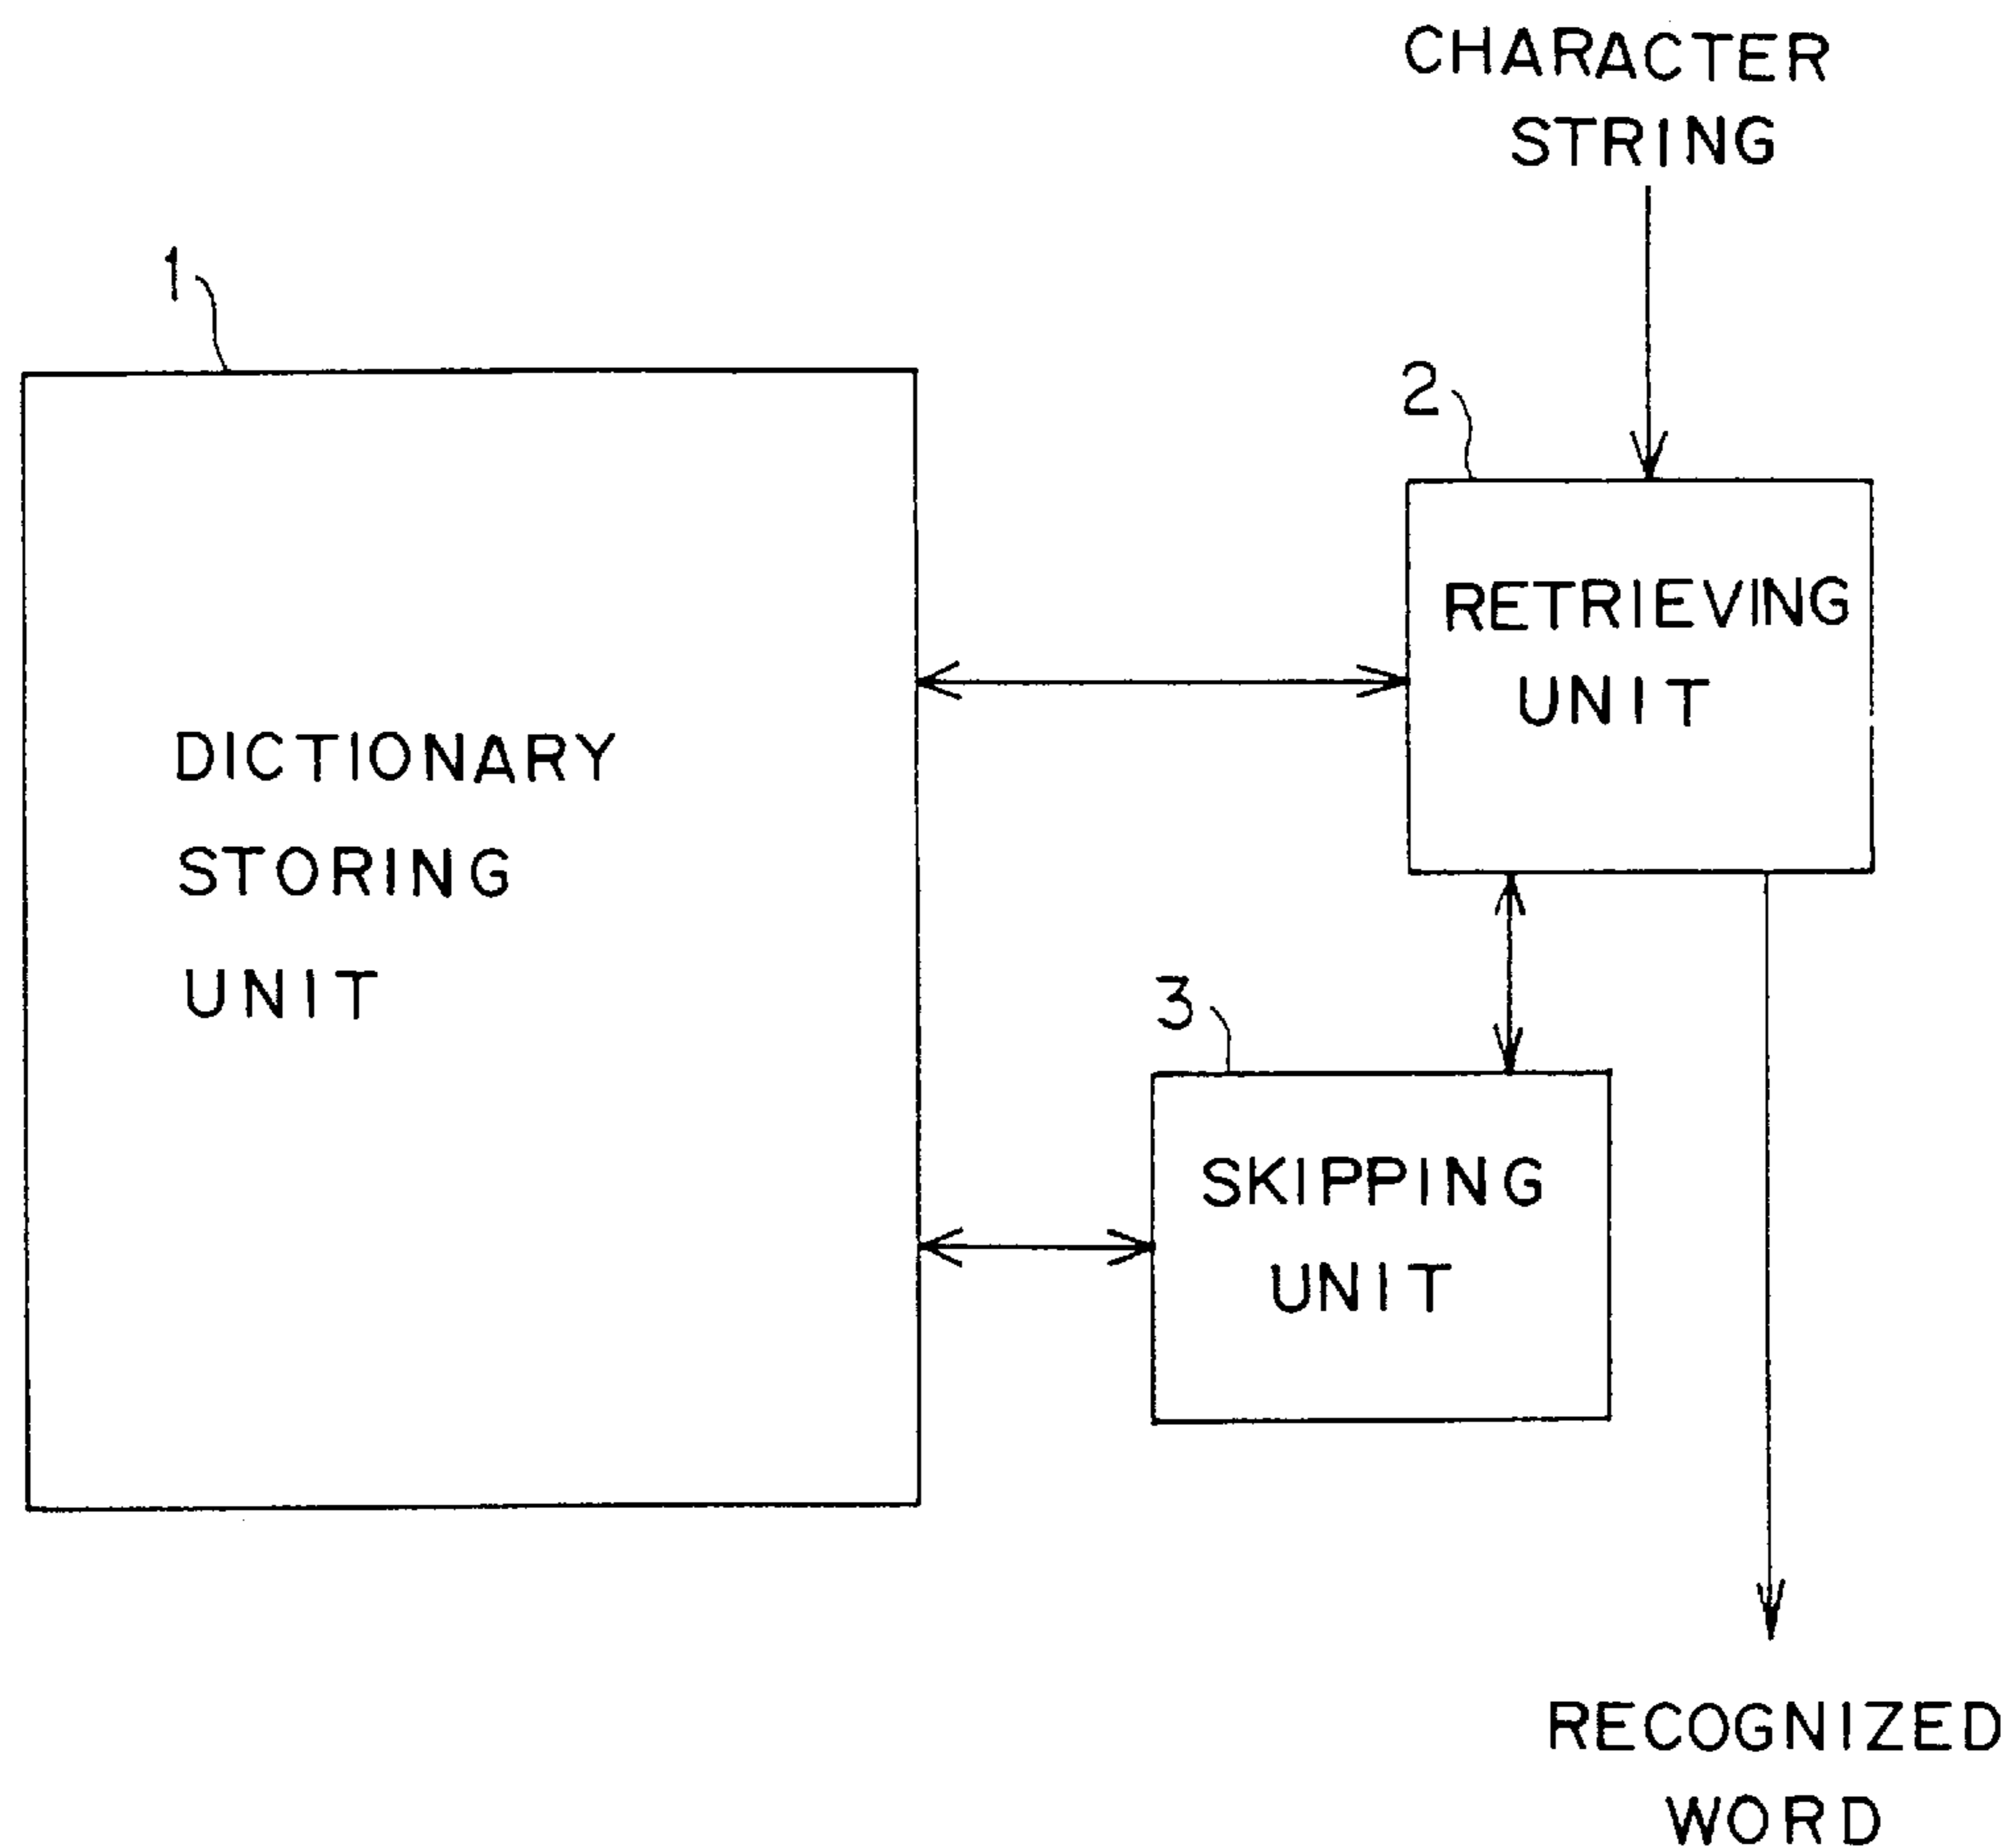 CHARACTER
STRING
1
2
RETRIEVING
UNIT
DICTIONARY
STORING
UNIT
3
SKIPPING
UNIT
RECOGNIZED
WORD